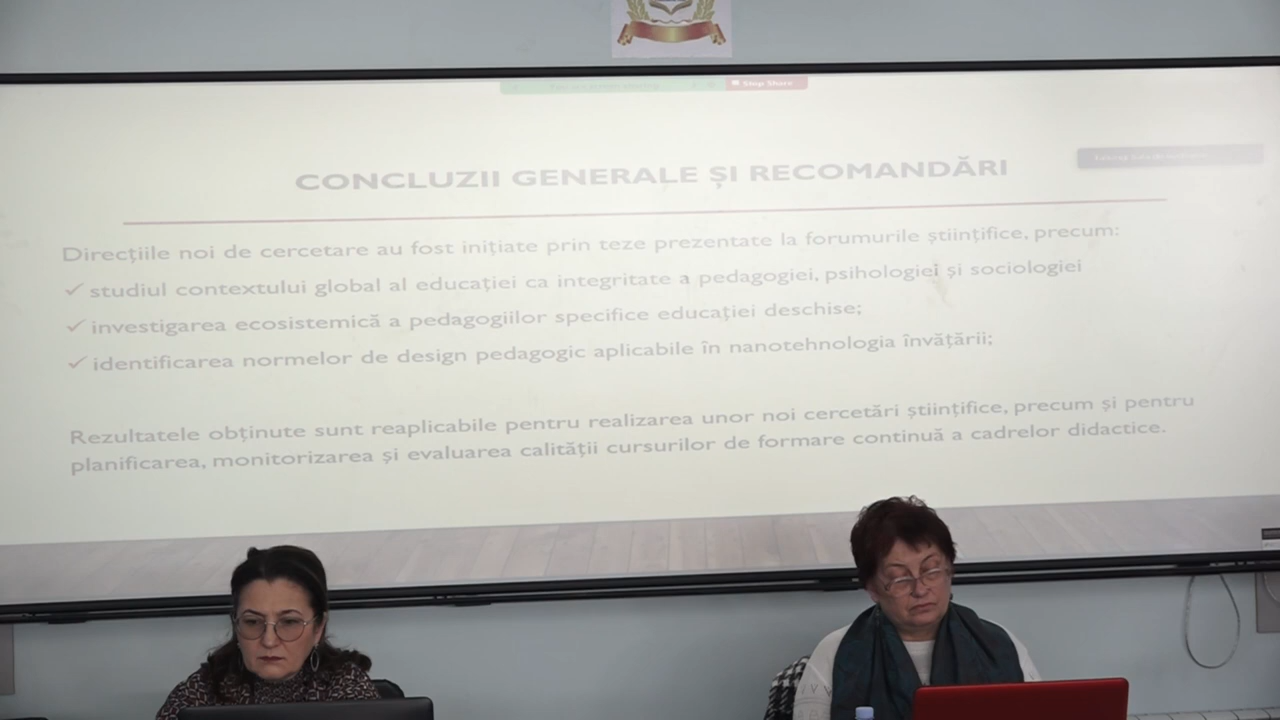 Stop Share
CONCLUZII GENERALE ȘI RECOMANDĂRI
Direcțiile noi de cercetare au fost inițiate prin teze prezentate la forumurile științifice, precum:
✓ studiul contextului global al educației ca integritate a pedagogiei, psihologiei și sociologiei
✓ investigarea ecosistemică a pedagogiilor specifice educației deschise;
✓ identificarea normelor de design pedagogic aplicabile în nanotehnologia învățării;
Rezultatele obținute sunt reaplicabile pentru realizarea unor noi cercetări științifice, precum și pentru
planificarea, monitorizarea și evaluarea calității cursurilor de formare continuă a cadrelor didactice.